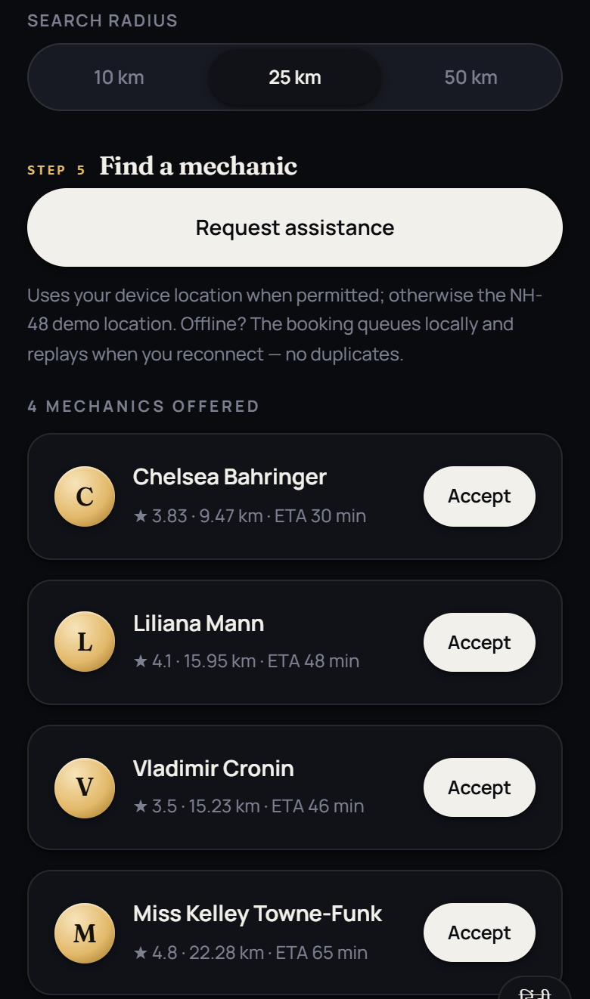 SEARCH RADIUS
10 km
25 km
50 km
STEP 5 Find a mechanic
Request assistance
Uses your device location when permitted; otherwise the NH-
48 demo location. Offline? The booking queues locally and
replays when you reconnect — no duplicates.
4 MECHANICS OFFERED
C
Chelsea Bahringer
★ 3.83 · 9.47 km · ETA 30 min
Accept
L
Liliana Mann
★ 4.1 · 15.95 km · ETA 48 min
Accept
V
Vladimir Cronin
★ 3.5 · 15.23 km · ETA 46 min
Accept
M
Miss Kelley Towne-Funk
★ 4.8 · 22.28 km · ETA 65 min
Accept
हिंदी